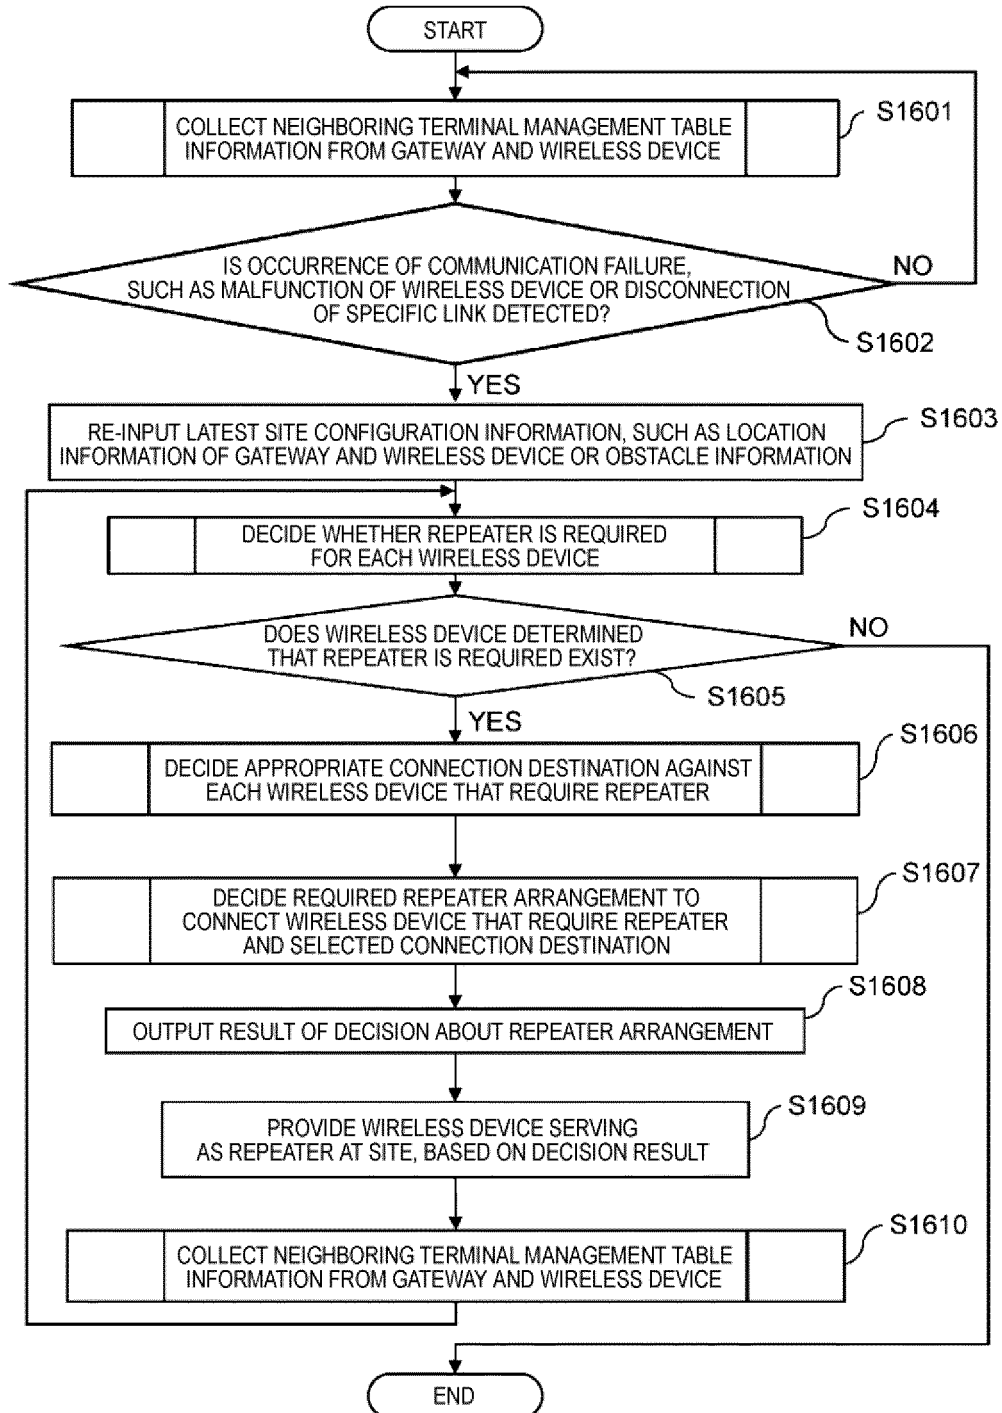 START
COLLECT NEIGHBORING TERMINAL MANAGEMENT TABLE
INFORMATION FROM GATEWAY AND WIRELESS DEVICE
S1601
IS OCCURRENCE OF COMMUNICATION FAILURE,
SUCH AS MALFUNCTION OF WIRELESS DEVICE OR DISCONNECTION
OF SPECIFIC LINK DETECTED?
NO
S1602
YES
RE-INPUT LATEST SITE CONFIGURATION INFORMATION, SUCH AS LOCATION
INFORMATION OF GATEWAY AND WIRELESS DEVICE OR OBSTACLE INFORMATION
S1603
DECIDE WHETHER REPEATER IS REQUIRED
FOR EACH WIRELESS DEVICE
S1604
DOES WIRELESS DEVICE DETERMINED
THAT REPEATER IS REQUIRED EXIST?
NO
S1605
YES
DECIDE APPROPRIATE CONNECTION DESTINATION AGAINST
EACH WIRELESS DEVICE THAT REQUIRE REPEATER
S1606
DECIDE REQUIRED REPEATER ARRANGEMENT TO
CONNECT WIRELESS DEVICE THAT REQUIRE REPEATER
AND SELECTED CONNECTION DESTINATION
S1607
OUTPUT RESULT OF DECISION ABOUT REPEATER ARRANGEMENT
S1608
PROVIDE WIRELESS DEVICE SERVING
AS REPEATER AT SITE, BASED ON DECISION RESULT
S1609
COLLECT NEIGHBORING TERMINAL MANAGEMENT TABLE
INFORMATION FROM GATEWAY AND WIRELESS DEVICE
S1610
END